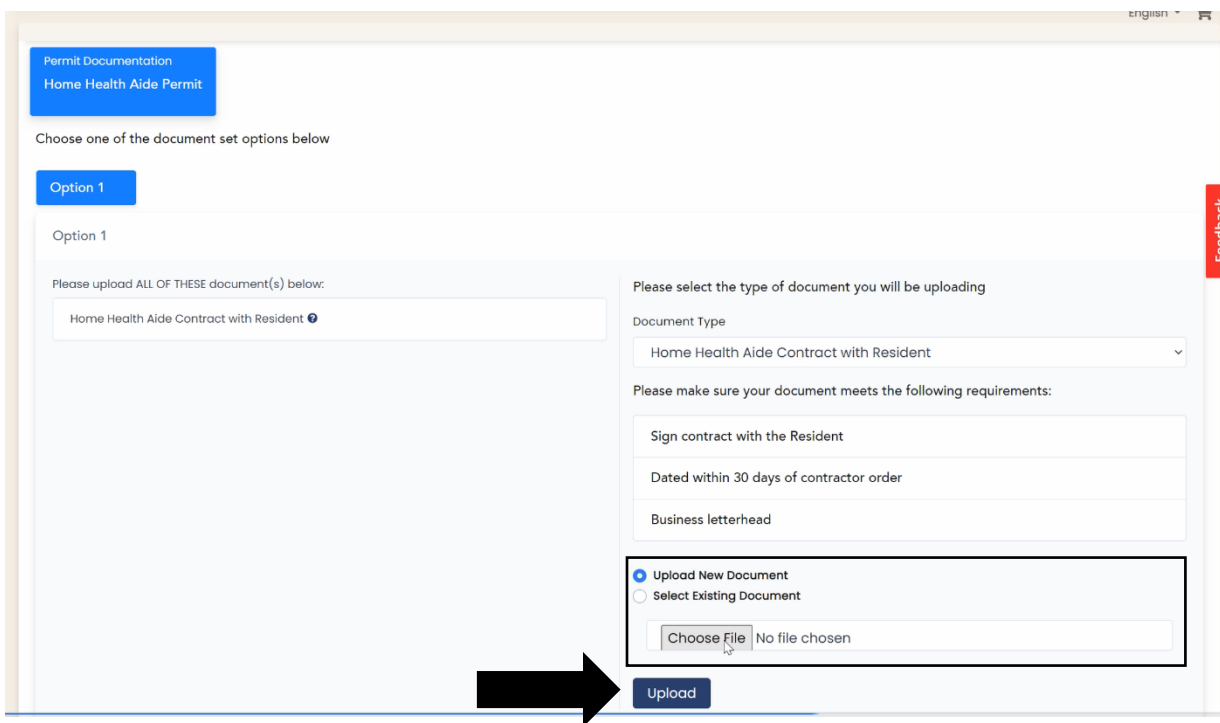 English
Permit Documentation
Home Health Aide Permit
Choose one of the document set options below
Option 1
Option 1
Please upload ALL OF THESE document(s) below:
Home Health Aide Contract with Resident
Please select the type of document you will be uploading
Document Type
Home Health Aide Contract with Resident
Please make sure your document meets the following requirements:
Sign contract with the Resident
Dated within 30 days of contractor order
Business letterhead
Upload New Document
Select Existing Document
Choose File No file chosen
Upload
Feedback